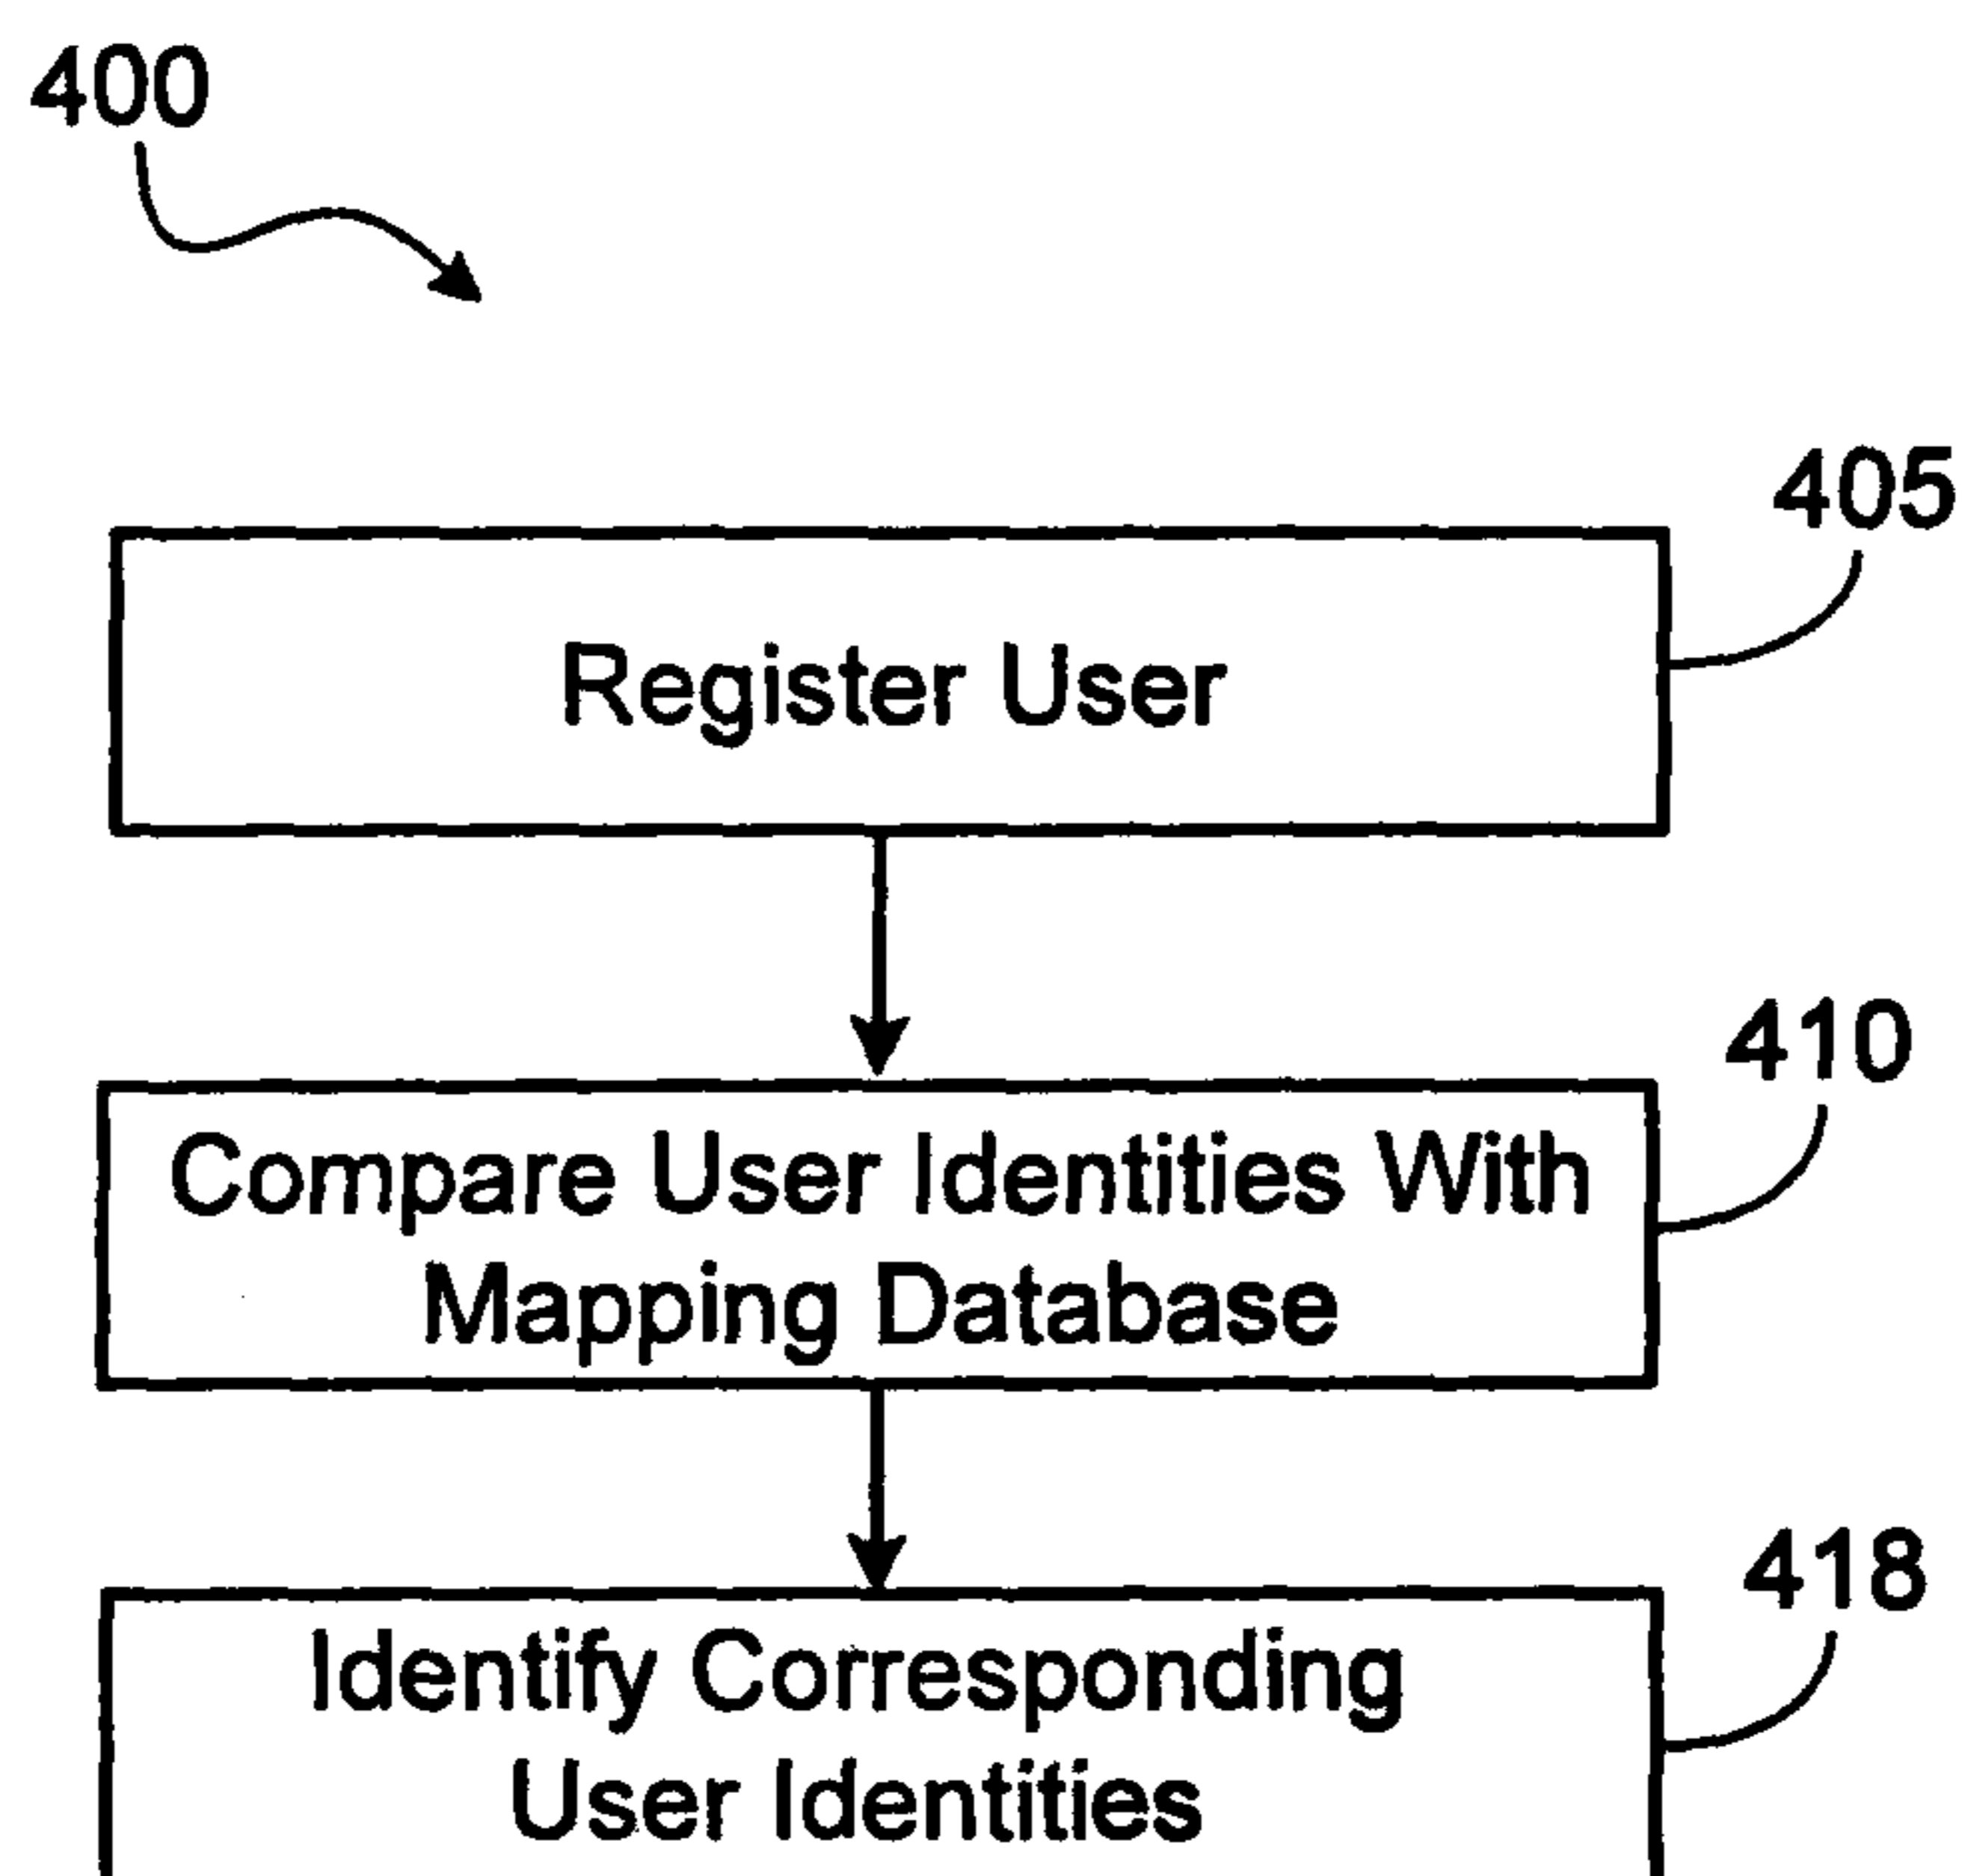 400
405
Register User
410
Compare User Identities With
Mapping Database
418
Identify Corresponding
User Identities